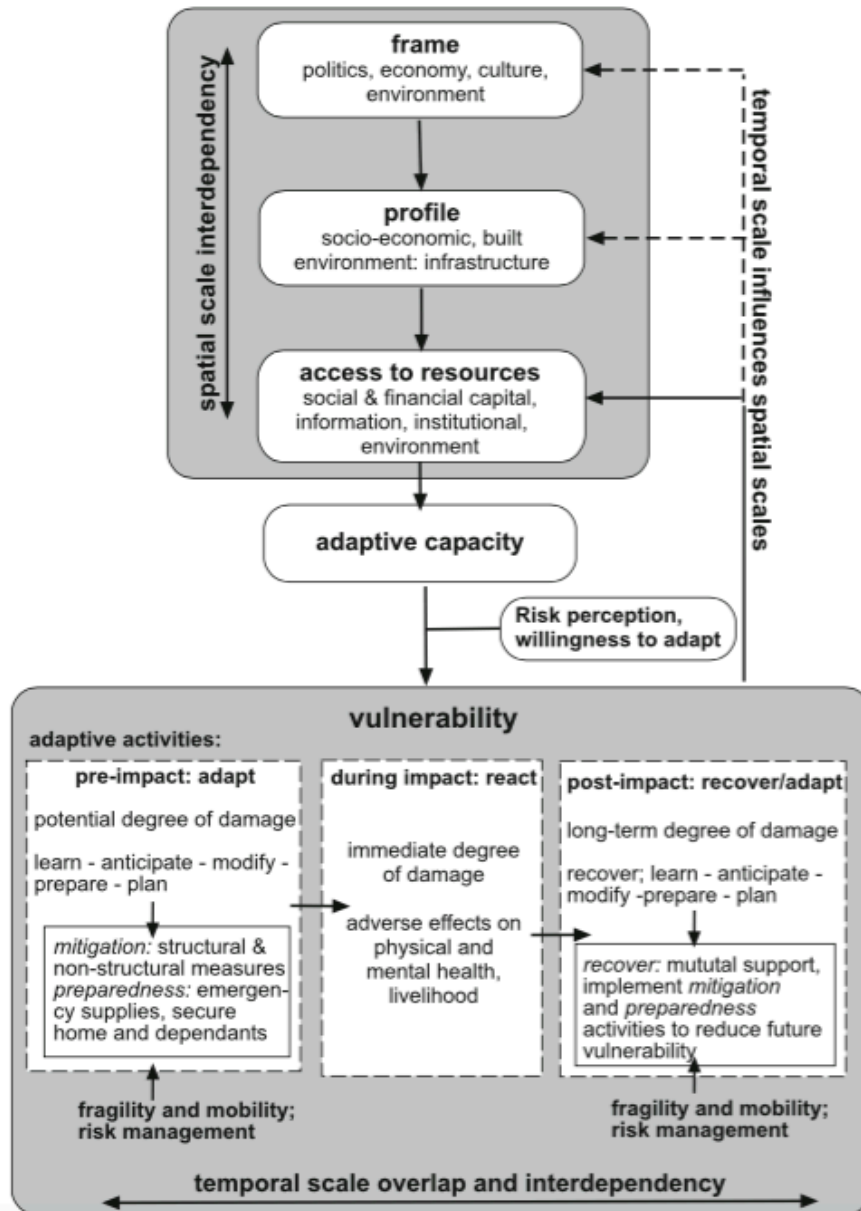 frame
politics, economy, culture,
environment
spatial scale interdependency
temporal scale influences spatial scales
profile
socio-economic, built
environment: infrastructure
access to resources
social & financial capital,
information, institutional,
environment
adaptive capacity
Risk perception,
willingness to adapt
vulnerability
adaptive activities:
pre-impact: adapt
potential degree of damage
learn - anticipate - modify -
prepare - plan
mitigation: structural &
non-structural measures
preparedness: emergen-
cy supplies, secure
home and dependants
fragility and mobility;
risk management
during impact: react
immediate degree
of damage
adverse effects on
physical and
mental health,
livelihood
post-impact: recover/adapt
long-term degree of damage
recover; learn - anticipate -
modify -prepare - plan
recover: mututal support,
implement mitigation
and preparedness
activities to reduce future
vulnerability
fragility and mobility;
risk management
temporal scale overlap and interdependency